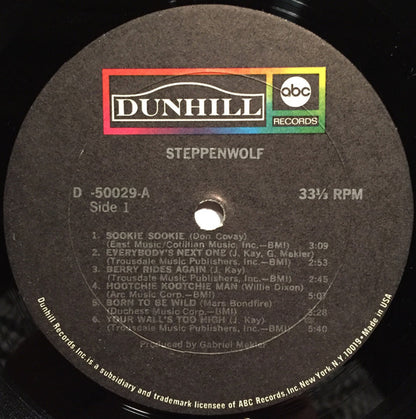 DUNHILL
abc
RECORDS
STEPPENWOLF
D -50029-A
33⅓ RPM
Side 1
1. SOOKIE SOOKIE (Don Covay)
(East Music/Cotillian Music, Inc.—BMI) 3:09
2. EVERYBODY'S NEXT ONE (J. Kay, G. Mekler)
(Trousdale Music Publishers, Inc.—BMI) 2:53
3. BERRY RIDES AGAIN (J. Kay)
(Trousdale Music Publishers, Inc.—BMI) 2:45
4. HOOTCHIE KOOTCHIE MAN (Willie Dixon)
(Arc Music Corp.—BMI) 5:07
5. BORN TO BE WILD (Mars Bondfire)
(Duchess Music Corp.—BMI) 3:28
6. YOUR WALL'S TOO HIGH (J. Kay)
(Trousdale Music Publishers, Inc.—BMI) 5:40
Produced by Gabriel Mekler
Dunhill Records Inc. is a subsidiary and trademark licensee of ABC Records, Inc. New York, N.Y. 10019 • Made in USA